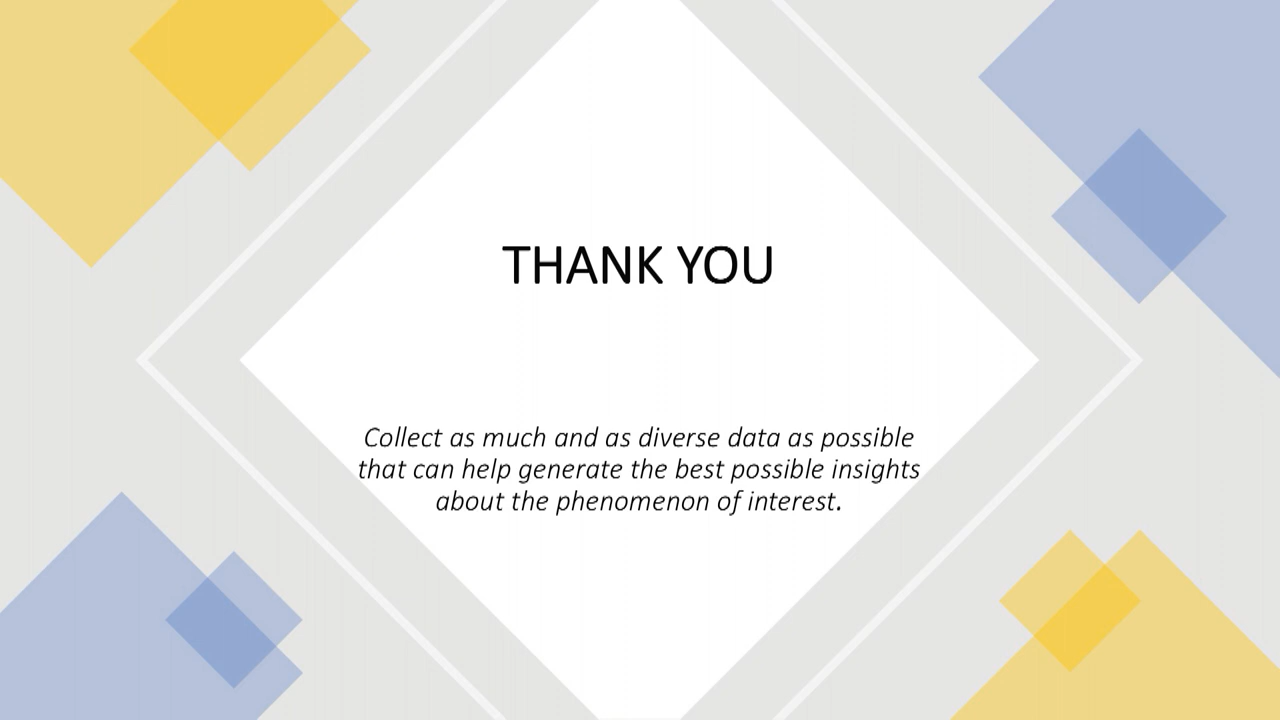 THANK YOU
Collect as much and as diverse data as possible
that can help generate the best possible insights
about the phenomenon of interest.